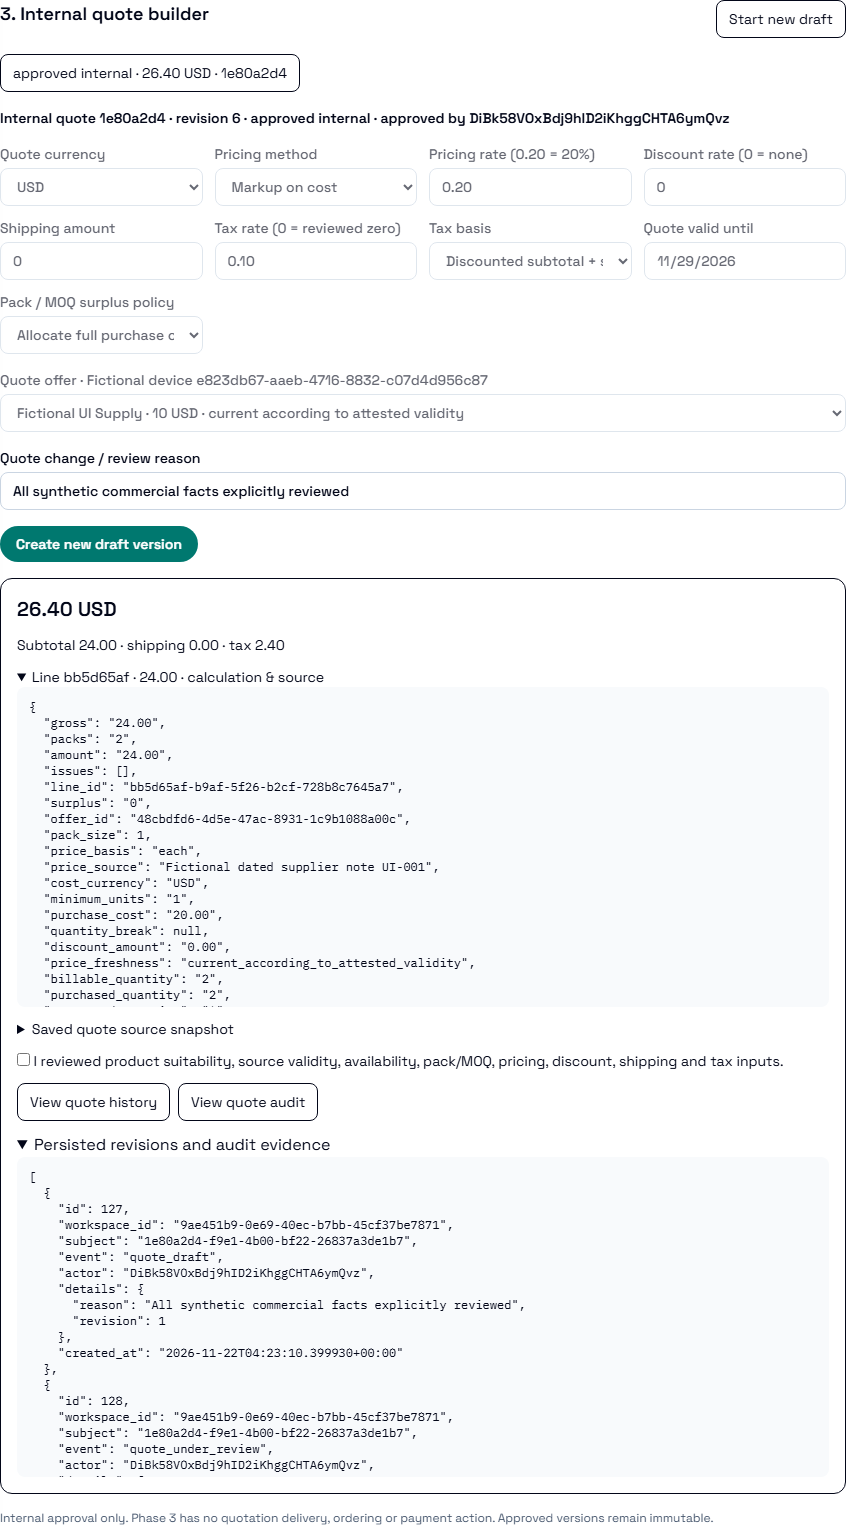 3. Internal quote builder
Start new draft
approved internal · 26.40 USD · 1e80a2d4
Internal quote 1e80a2d4 · revision 6 · approved internal · approved by DiBk58VOxBdj9hID2iKhggCHTA6ymQvz
Quote currency
Pricing method
Pricing rate (0.20 = 20%)
Discount rate (0 = none)
USD
Markup on cost
0.20
0
Shipping amount
Tax rate (0 = reviewed zero)
Tax basis
Quote valid until
0
0.10
Discounted subtotal + s
11/29/2026
Pack / MOQ surplus policy
Allocate full purchase c
Quote offer · Fictional device e823db67-aaeb-4716-8832-c07d4d956c87
Fictional UI Supply · 10 USD · current according to attested validity
Quote change / review reason
All synthetic commercial facts explicitly reviewed
Create new draft version
26.40 USD
Subtotal 24.00 · shipping 0.00 · tax 2.40
▼ Line bb5d65af · 24.00 · calculation & source
{
"gross": "24.00",
"packs": "2",
"amount": "24.00",
"issues": [],
"line_id": "bb5d65af-b9af-5f26-b2cf-728b8c7645a7",
"surplus": "0",
"offer_id": "48cbdfd6-4d5e-47ac-8931-1c9b1088a00c",
"pack_size": 1,
"price_basis": "each",
"price_source": "Fictional dated supplier note UI-001",
"cost_currency": "USD",
"minimum_units": "1",
"purchase_cost": "20.00",
"quantity_break": null,
"discount_amount": "0.00",
"price_freshness": "current_according_to_attested_validity",
"billable_quantity": "2",
"purchased_quantity": "2",
▶ Saved quote source snapshot
I reviewed product suitability, source validity, availability, pack/MOQ, pricing, discount, shipping and tax inputs.
View quote history
View quote audit
▼ Persisted revisions and audit evidence
[
{
"id": 127,
"workspace_id": "9ae451b9-0e69-40ec-b7bb-45cf37be7871",
"subject": "1e80a2d4-f9e1-4b00-bf22-26837a3de1b7",
"event": "quote_draft",
"actor": "DiBk58VOxBdj9hID2iKhggCHTA6ymQvz",
"details": {
"reason": "All synthetic commercial facts explicitly reviewed",
"revision": 1
},
"created_at": "2026-11-22T04:23:10.399930+00:00"
},
{
"id": 128,
"workspace_id": "9ae451b9-0e69-40ec-b7bb-45cf37be7871",
"subject": "1e80a2d4-f9e1-4b00-bf22-26837a3de1b7",
"event": "quote_under_review",
"actor": "DiBk58VOxBdj9hID2iKhggCHTA6ymQvz",
Internal approval only. Phase 3 has no quotation delivery, ordering or payment action. Approved versions remain immutable.